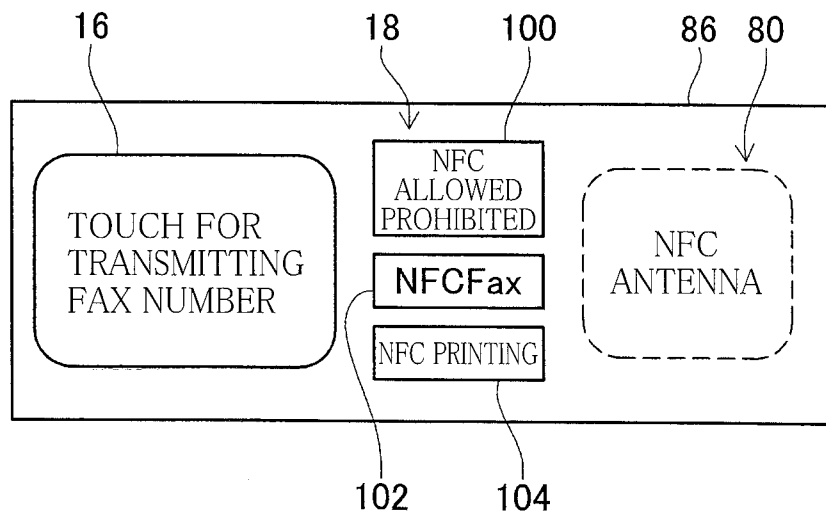 16
18
100
86
80
TOUCH FOR
TRANSMITTING
FAX NUMBER
NFC
ALLOWED
PROHIBITED
NFCFax
NFC PRINTING
NFC
ANTENNA
102
104